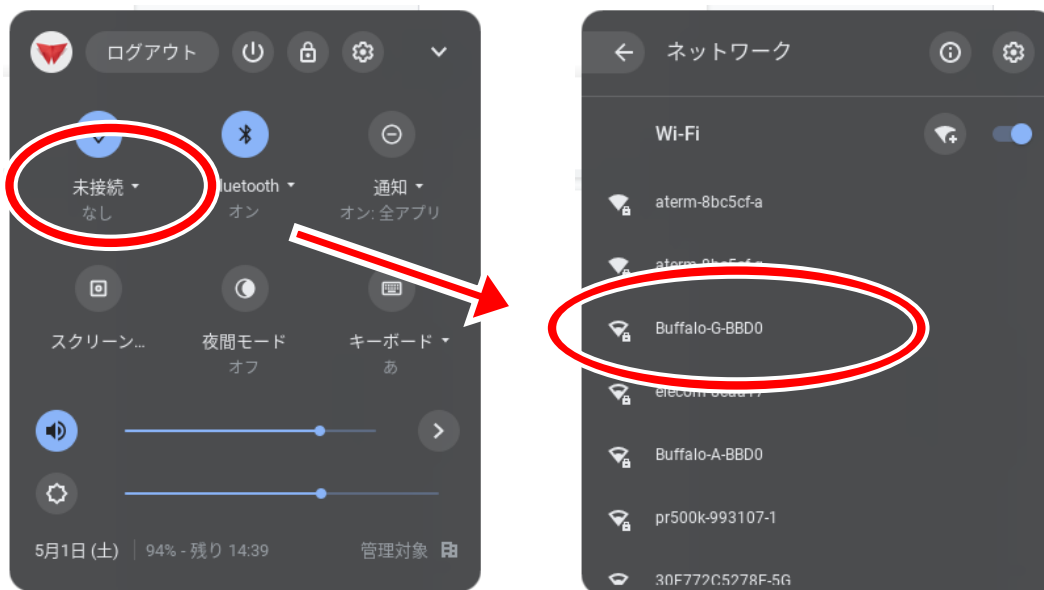 ログアウト
未接続
なし
luetooth
オン
通知
オン: 全アプリ
スクリーン...
夜間モード
オフ
キーボード
あ
5月1日 (土)
94% - 残り 14:39
管理対象
ネットワーク
Wi-Fi
aterm-8bc5cf-a
Buffalo-G-BBD0
Buffalo-A-BBD0
pr500k-993107-1
30F772C5278F-5G